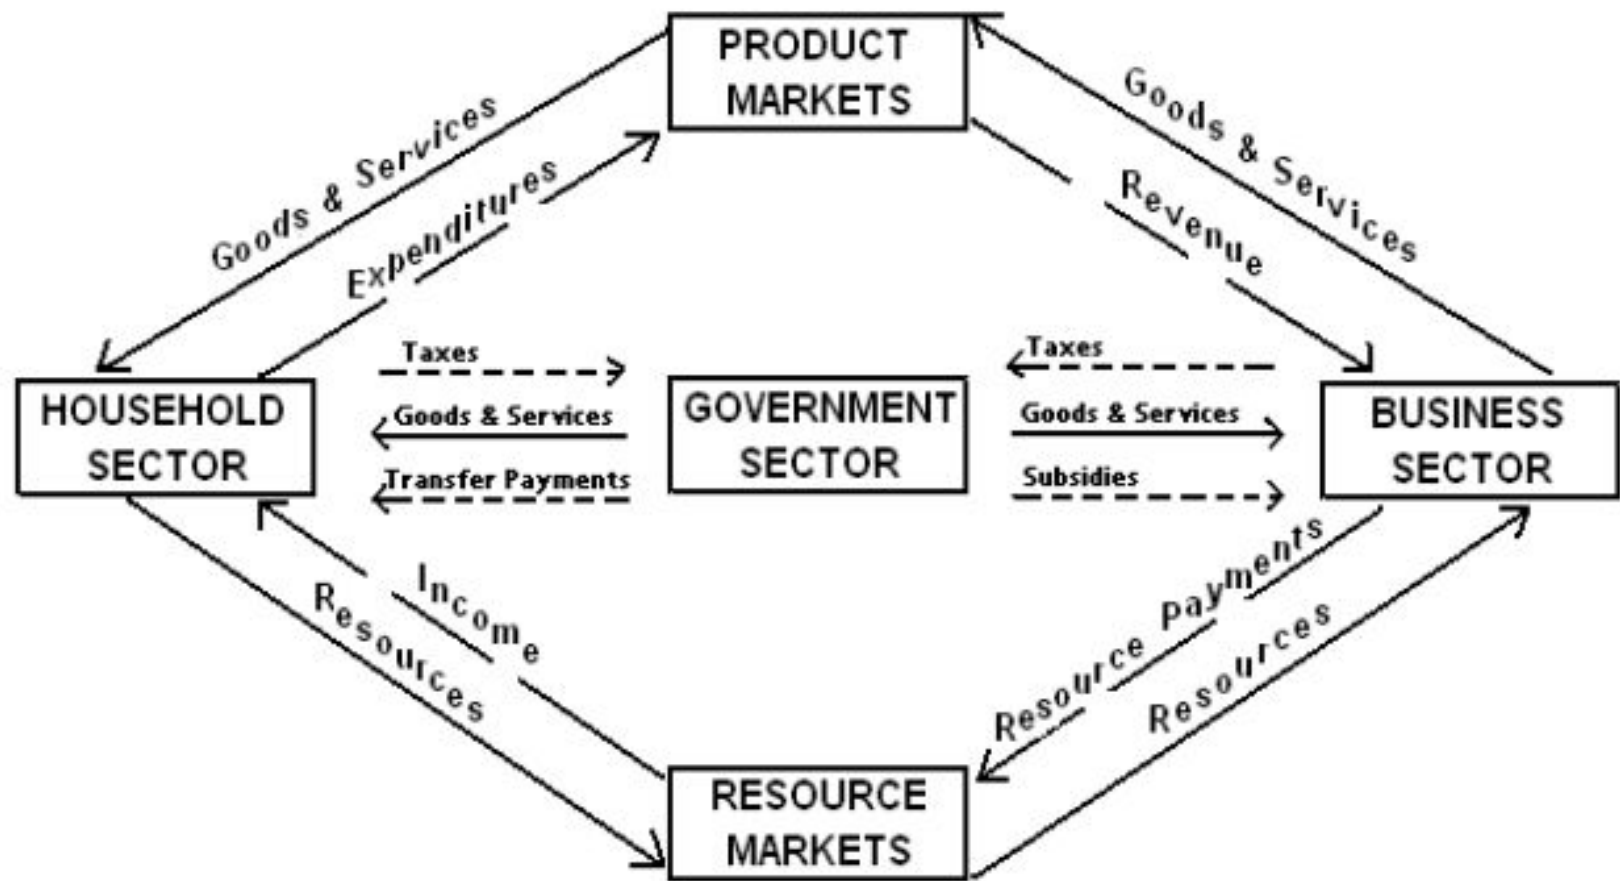 PRODUCT
MARKETS
Goods & Services
Goods & Services
Expenditures
Revenue
Taxes
Taxes
HOUSEHOLD
SECTOR
Goods & Services
GOVERNMENT
SECTOR
Goods & Services
BUSINESS
SECTOR
Transfer Payments
Subsidies
Income
Resources
Resource payments
Resources
RESOURCE
MARKETS